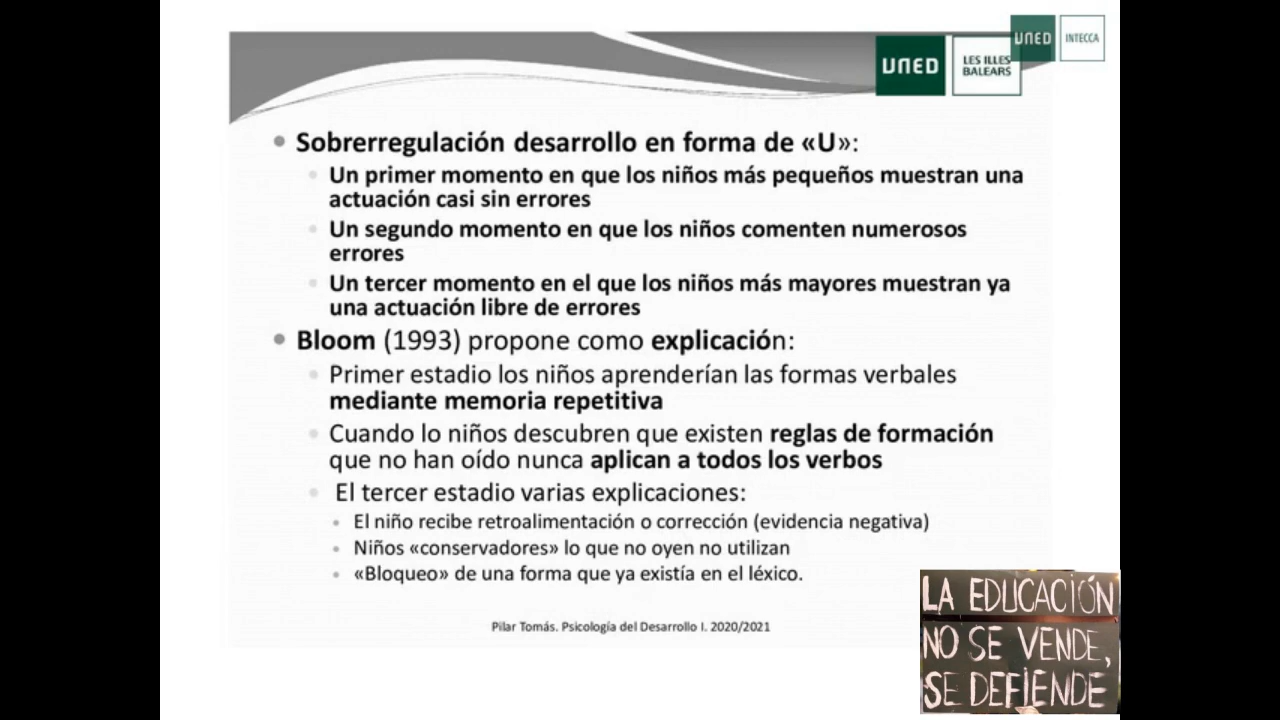 UNED
INTECCA
UNED
LES ILLES
BALEARS
Sobrerregulación desarrollo en forma de «U»:
Un primer momento en que los niños más pequeños muestran una
actuación casi sin errores
Un segundo momento en que los niños comenten numerosos
errores
Un tercer momento en el que los niños más mayores muestran ya
una actuación libre de errores
Bloom (1993) propone como explicación:
Primer estadio los niños aprenderían las formas verbales
mediante memoria repetitiva
Cuando lo niños descubren que existen reglas de formación
que no han oído nunca aplican a todos los verbos
El tercer estadio varias explicaciones:
El niño recibe retroalimentación o corrección (evidencia negativa)
Niños «conservadores» lo que no oyen no utilizan
«Bloqueo» de una forma que ya existía en el léxico.
Pilar Tomás. Psicología del Desarrollo I. 2020/2021
LA EDUCACIÓN
NO SE VENDE,
SE DEFIENDE